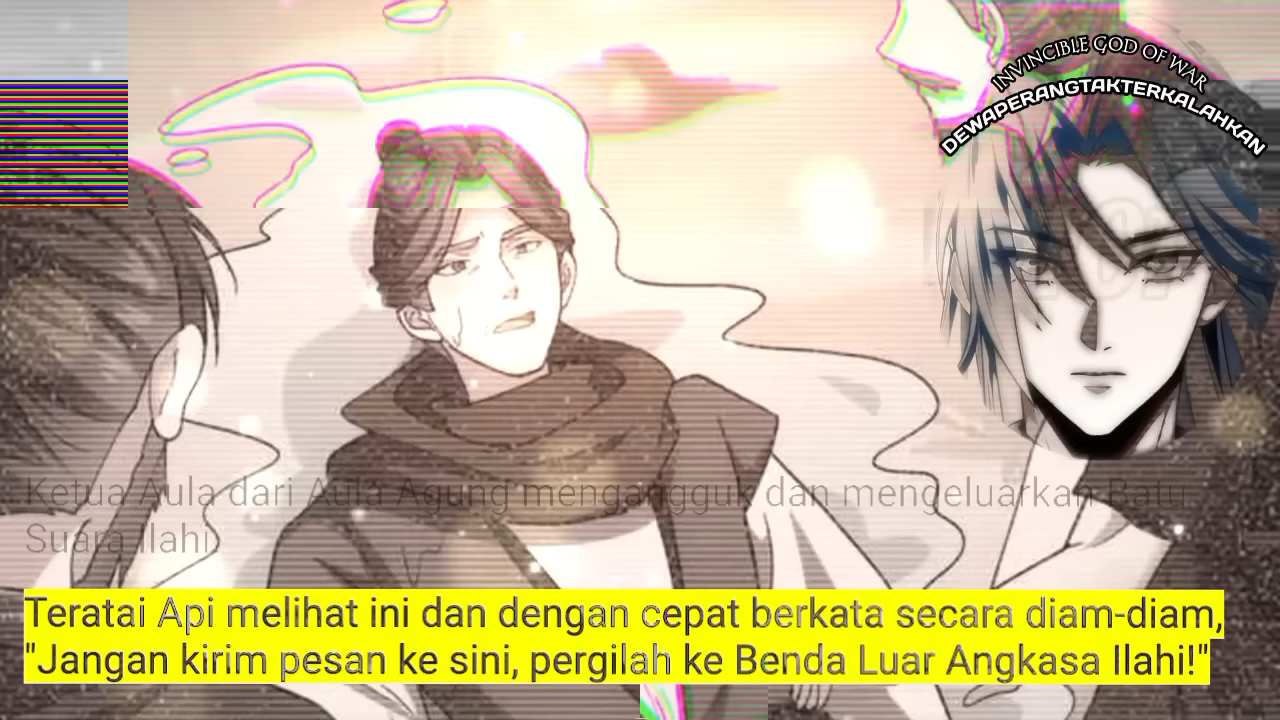 INVINCIBLE GOD OF WAR
DEWAPERANGTAKTERKALAHKAN
Ketua Aula dari Aula Agung mengangguk dan mengeluarkan Batu
Suara Ilahi.
Teratai Api melihat ini dan dengan cepat berkata secara diam-diam,
"Jangan kirim pesan ke sini, pergilah ke Benda Luar Angkasa Ilahi!"